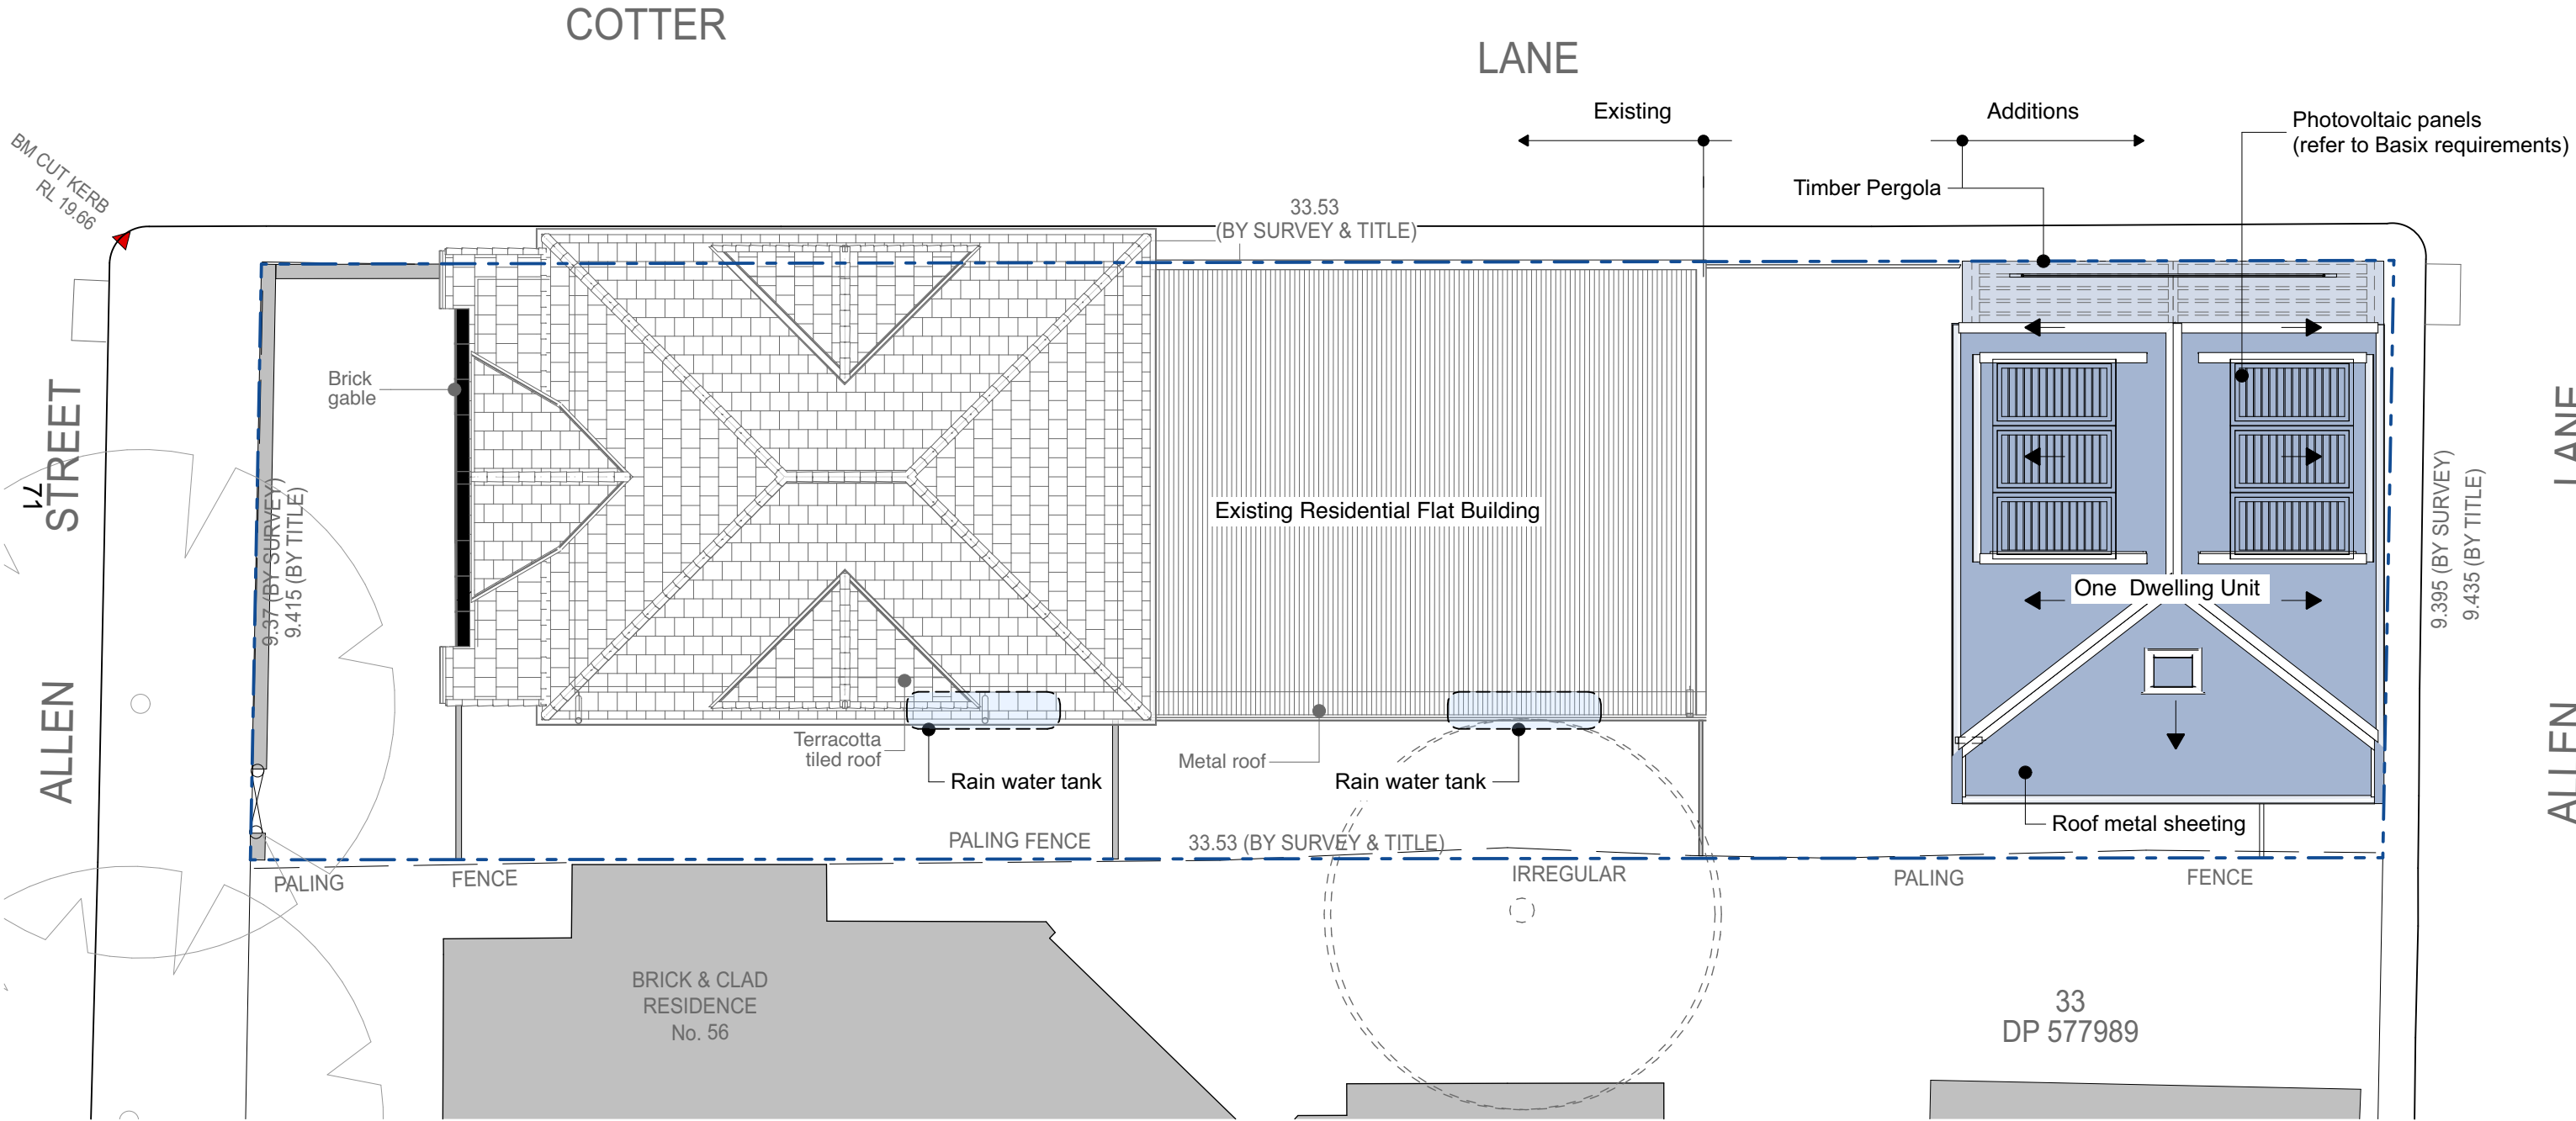 COTTER
LANE
Existing
Additions
Photovoltaic panels
(refer to Basix requirements)
BM CUT KERB
RL 19.66
Timber Pergola
33.53
(BY SURVEY & TITLE)
Brick
gable
71
STREET
ALLEN
9.37 (BY SURVEY)
9.415 (BY TITLE)
Existing Residential Flat Building
One Dwelling Unit
9.395 (BY SURVEY)
9.435 (BY TITLE)
LANE
ALLEN
Terracotta
tiled roof
Metal roof
Rain water tank
Rain water tank
Roof metal sheeting
PALING FENCE
33.53 (BY SURVEY & TITLE)
PALING
FENCE
IRREGULAR
PALING
FENCE
BRICK & CLAD
RESIDENCE
No. 56
33
DP 577989